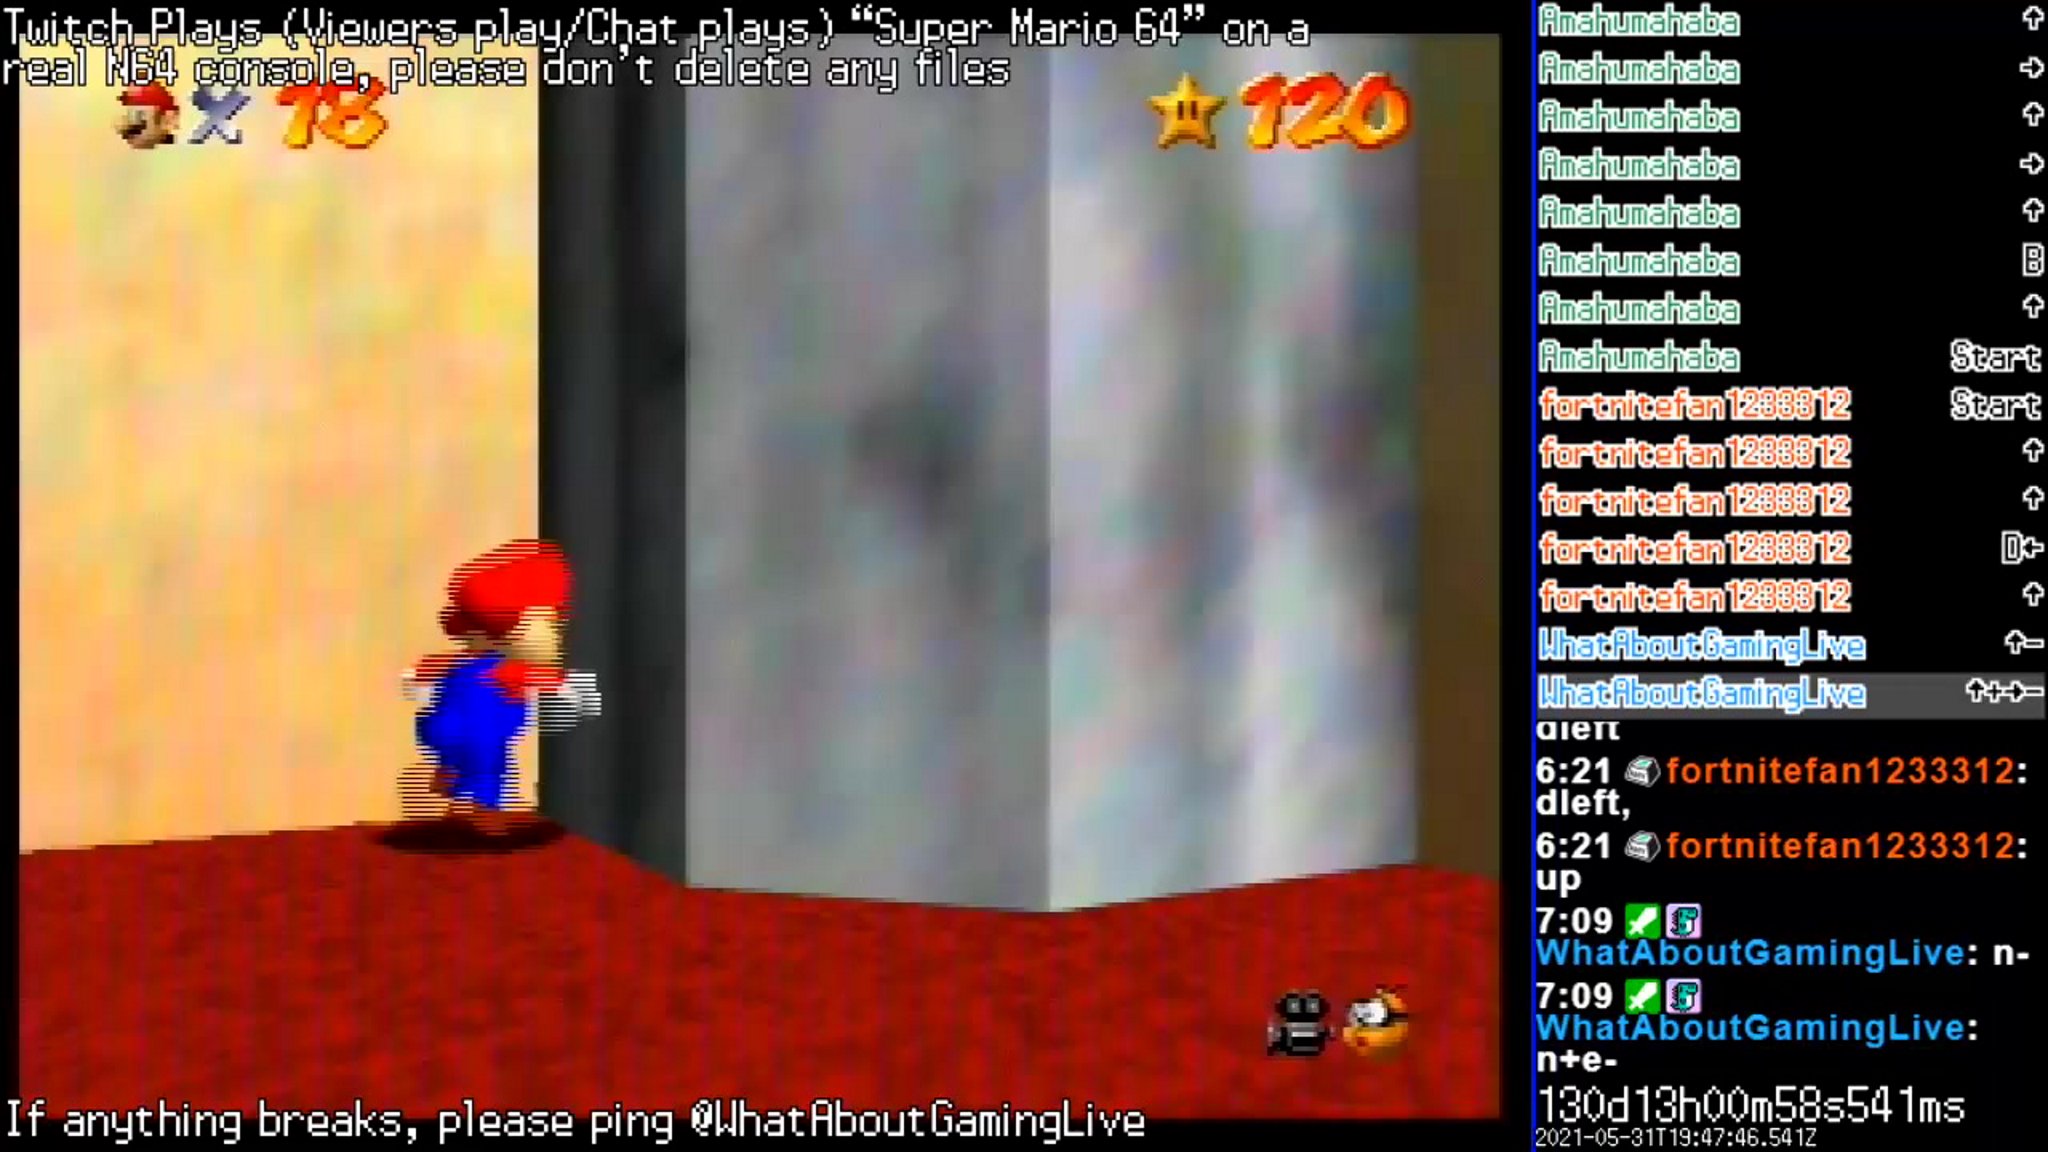 Twitch Plays (Viewers play/Chat plays) “Super Mario 64” on a
real N64 console, please don't delete any files
18
120
Amahumahaba ↑
Amahumahaba →
Amahumahaba ↑
Amahumahaba →
Amahumahaba ↑
Amahumahaba B
Amahumahaba ↑
Amahumahaba Start
fortnitefan1233312 Start
fortnitefan1233312 ↑
fortnitefan1233312 ↑
fortnitefan1233312 D←
fortnitefan1233312 ↑
WhatAboutGamingLive ↑-
WhatAboutGamingLive ↑+→-
dleft
6:21 fortnitefan1233312:
dleft,
6:21 fortnitefan1233312:
up
7:09
WhatAboutGamingLive: n-
7:09
WhatAboutGamingLive:
n+e-
130d13h00m58s541ms
2021-05-31T19:47:46.541Z
If anything breaks, please ping @WhatAboutGamingLive